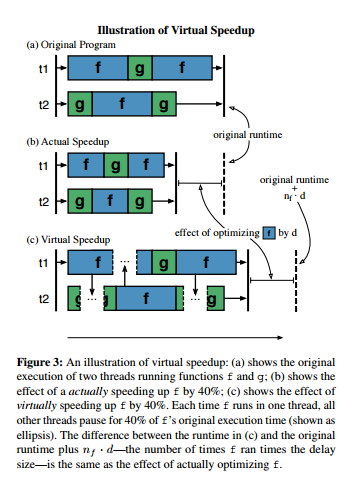 Illustration of Virtual Speedup
(a) Original Program
t1 f g f
t2 g f g
original runtime
(b) Actual Speedup
t1 f g f
t2 g f g
original runtime
+
nf · d
effect of optimizing f by d
(c) Virtual Speedup
t1 f ... g f
t2 g ... g f ... g
Figure 3: An illustration of virtual speedup: (a) shows the original
execution of two threads running functions f and g; (b) shows the
effect of a actually speeding up f by 40%; (c) shows the effect of
virtually speeding up f by 40%. Each time f runs in one thread, all
other threads pause for 40% of f's original execution time (shown as
ellipsis). The difference between the runtime in (c) and the original
runtime plus nf · d—the number of times f ran times the delay
size—is the same as the effect of actually optimizing f.